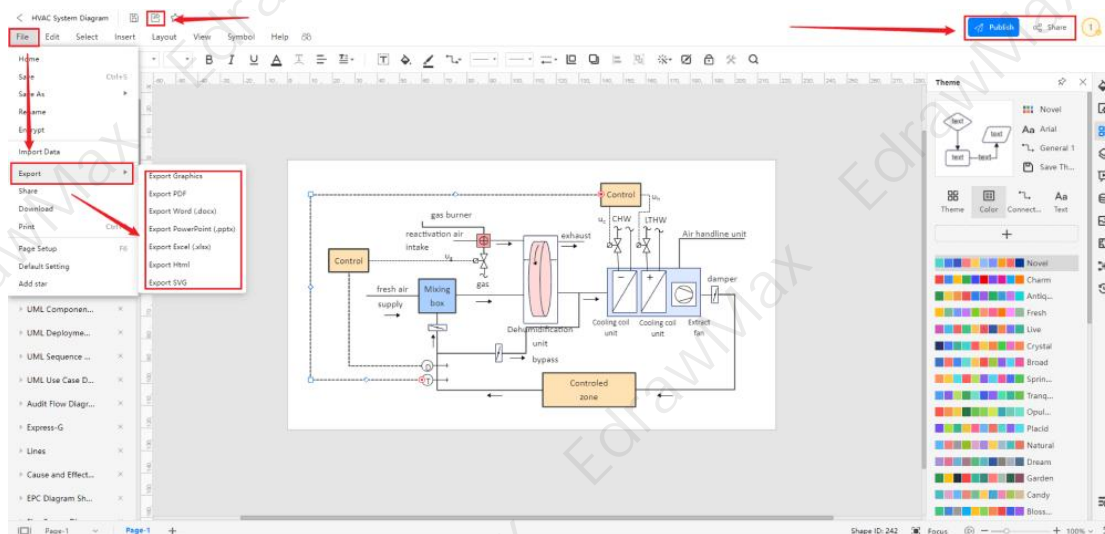 HVAC System Diagram
Publish
Share
File Edit Select Insert Layout View Symbol Help
Home
Save Ctrl+S
Save As
Rename
Encrypt
Import Data
Export
Share
Download
Print
Page Setup F6
Default Setting
Add star
Export Graphics
Export PDF
Export Word (.docx)
Export PowerPoint (.pptx)
Export Excel (.xlsx)
Export Html
Export SVG
UML Componen...
UML Deployme...
UML Sequence ...
UML Use Case D...
Audit Flow Diagr...
Express-G
Lines
Cause and Effect...
EPC Diagram Sh...
Control
CHW
LTHW
gas burner
reactivation air
intake
exhaust
Air handline unit
Control
gas
fresh air
supply
Mixing
box
damper
Dehumidification
unit
Cooling coil
unit
Cooling coil
unit
Extract
fan
bypass
D
T
Controled
zone
Theme
text
text
text
text
Novel
Arial
General 1
Save Th...
Theme Color Connect... Text
Novel
Charm
Antiq...
Fresh
Live
Crystal
Broad
Sprin...
Tranq...
Opul...
Placid
Natural
Dream
Garden
Candy
Bloss...
Page-1
Page-1
Shape ID: 242
Focus
100%
EdrawMax
EdrawMax
EdrawMax